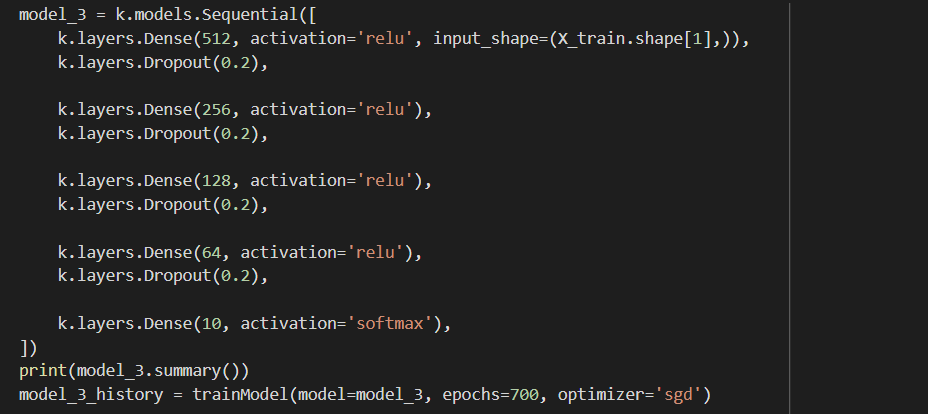 model_3 = k.models.Sequential([
    k.layers.Dense(512, activation='relu', input_shape=(X_train.shape[1],)),
    k.layers.Dropout(0.2),

    k.layers.Dense(256, activation='relu'),
    k.layers.Dropout(0.2),

    k.layers.Dense(128, activation='relu'),
    k.layers.Dropout(0.2),

    k.layers.Dense(64, activation='relu'),
    k.layers.Dropout(0.2),

    k.layers.Dense(10, activation='softmax'),
])
print(model_3.summary())
model_3_history = trainModel(model=model_3, epochs=700, optimizer='sgd')